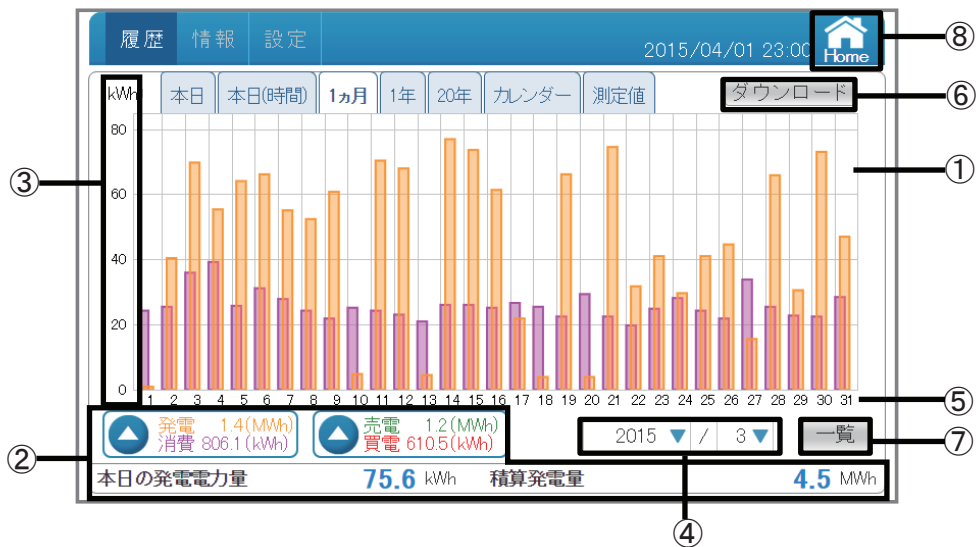 ⑧
履歴 情報 設定
2015/04/01 23:00
Home
kWh 本日 本日(時間) 1ヵ月 1年 20年 カレンダー 測定値 ダウンロード
⑥
①
③
80
60
40
20
0
1 2 3 4 5 6 7 8 9 10 11 12 13 14 15 16 17 18 19 20 21 22 23 24 25 26 27 28 29 30 31
⑤
発電 1.4(MWh) 売電 1.2(MWh)
消費 806.1(kWh) 買電 610.5(kWh)
2015 ▼ / 3 ▼ 一覧
⑦
②
本日の発電電力量 75.6 kWh 積算発電量 4.5 MWh
④